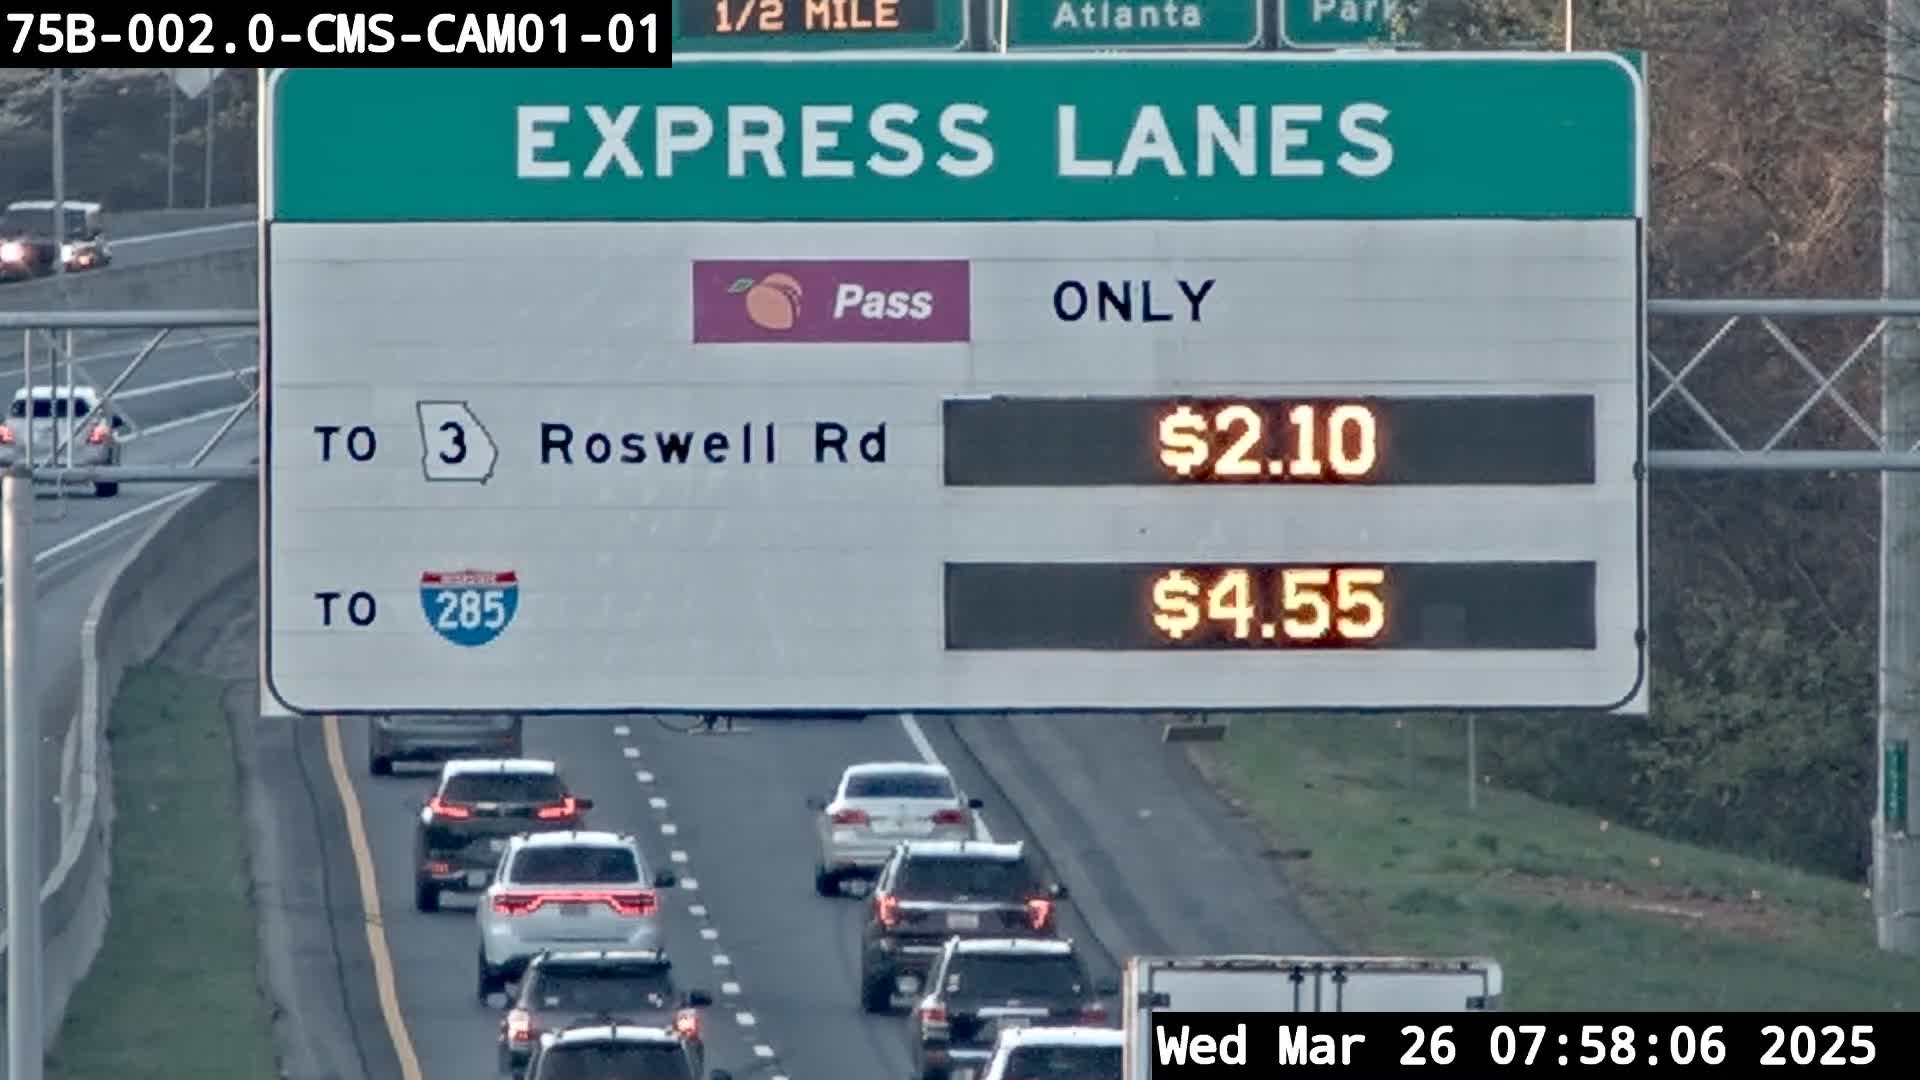 75B-002.0-CMS-CAM01-01
1/2 MILE
Atlanta
Park
EXPRESS LANES
Pass ONLY
TO 3 Roswell Rd $2.10
TO 285 $4.55
Wed Mar 26 07:58:06 2025